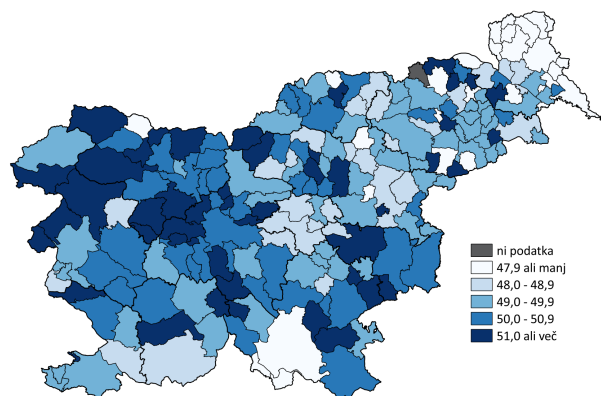 ni podatka
47,9 ali manj
48,0 - 48,9
49,0 - 49,9
50,0 - 50,9
51,0 ali več